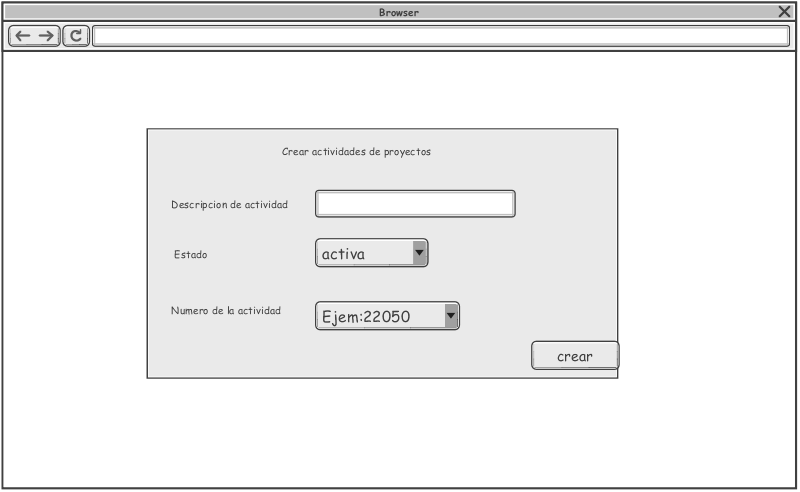 Browser
Crear actividades de proyectos
Descripcion de actividad
Estado
activa
Numero de la actividad
Ejem:22050
crear